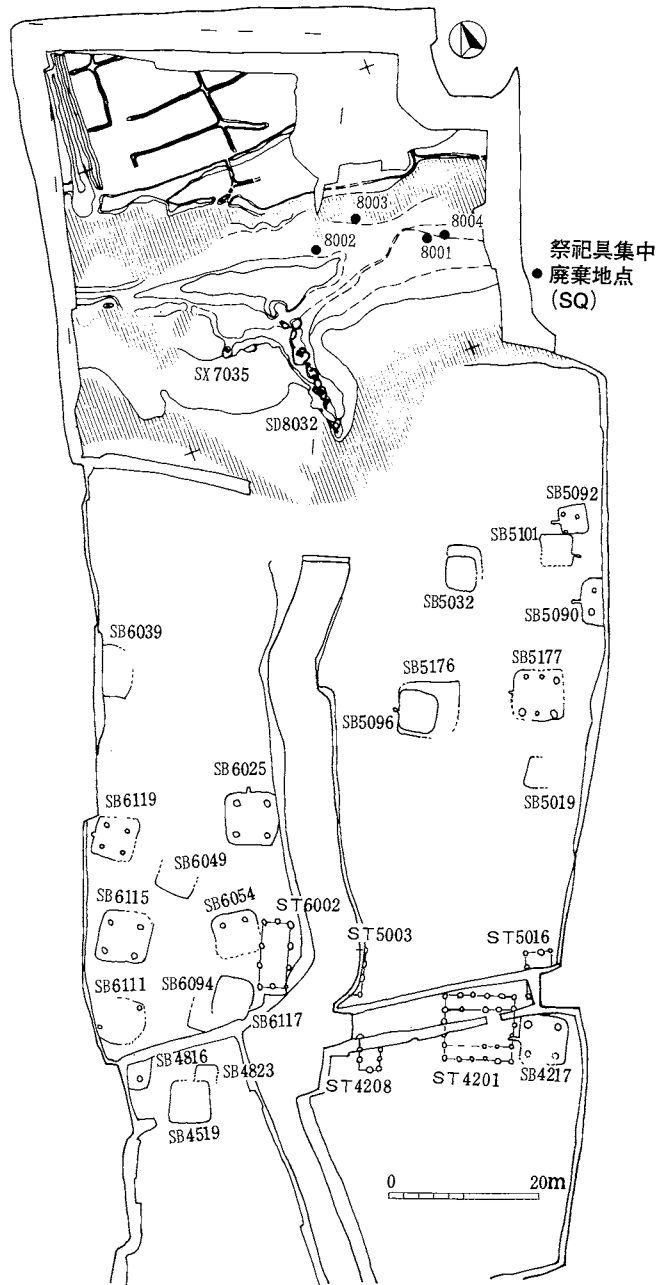 8003
8004
8002
8001
祭祀具集中
廃棄地点
(SQ)
SX7035
SD8032
SB5092
SB5101
SB5032
SB5090
SB6039
SB5176
SB5177
SB5096
SB6025
SB5019
SB6119
SB6049
SB6115
SB6054
ST6002
ST5003
ST5016
SB6111
SB6094
SB6117
SB4816
SB4823
ST4208
ST4201
SB4217
SB4519
0
20m